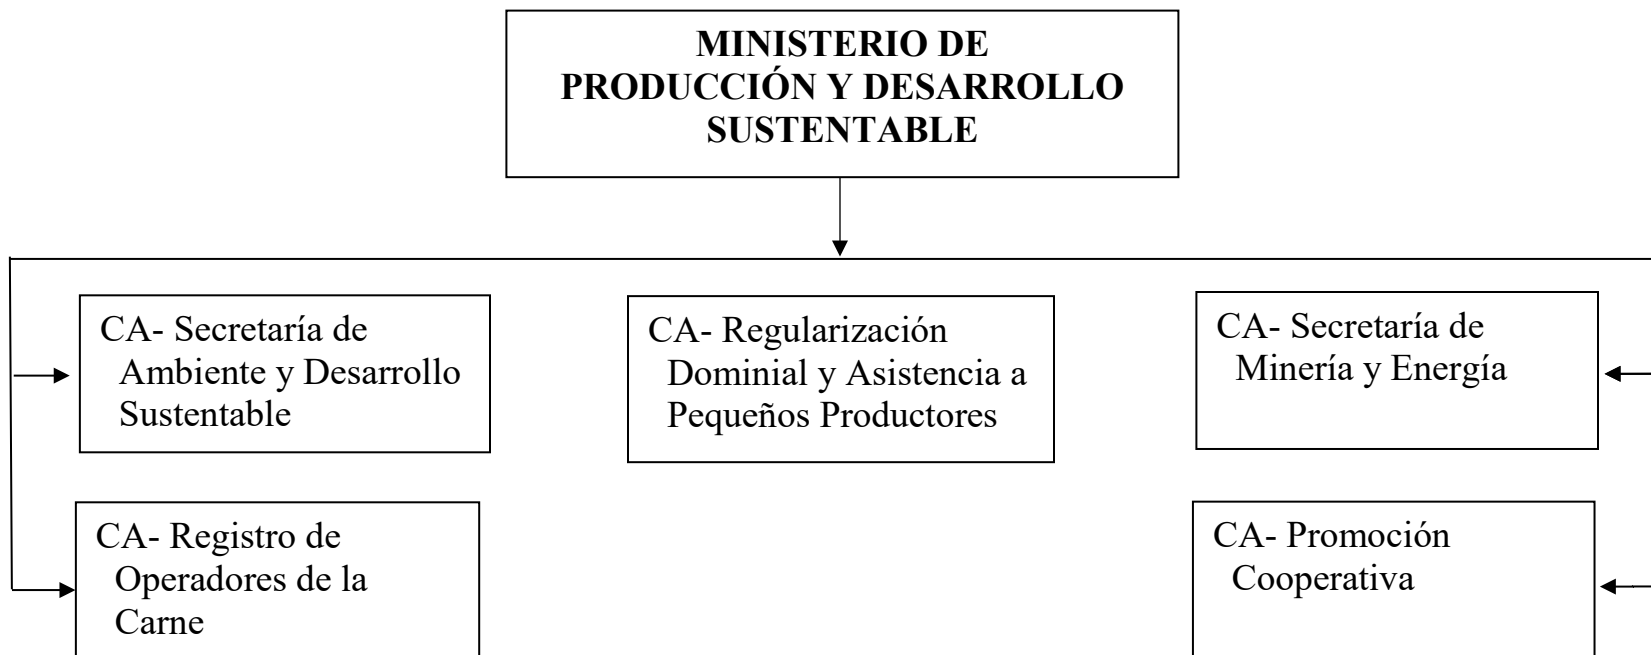 MINISTERIO DE
PRODUCCIÓN Y DESARROLLO
SUSTENTABLE
CA- Secretaría de
Ambiente y Desarrollo
Sustentable
CA- Regularización
Dominial y Asistencia a
Pequeños Productores
CA- Secretaría de
Minería y Energía
CA- Registro de
Operadores de la
Carne
CA- Promoción
Cooperativa